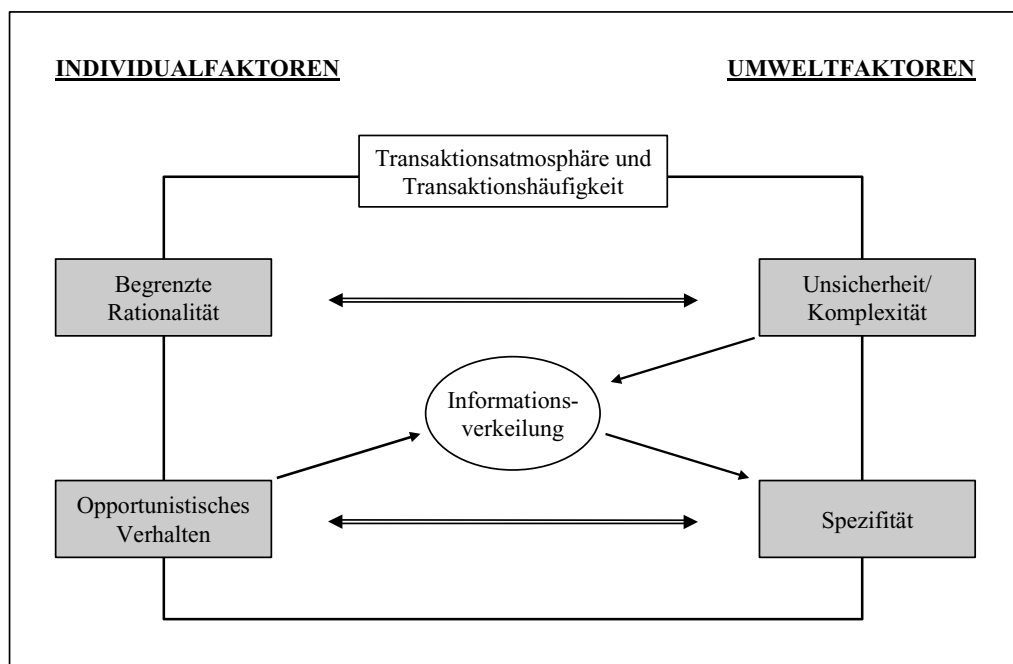 INDIVIDUALFAKTOREN
UMWELTFAKTOREN
Transaktionsatmosphäre und
Transaktionshäufigkeit
Begrenzte
Rationalität
Unsicherheit/
Komplexität
Informations-
verkeilung
Opportunistisches
Verhalten
Spezifität